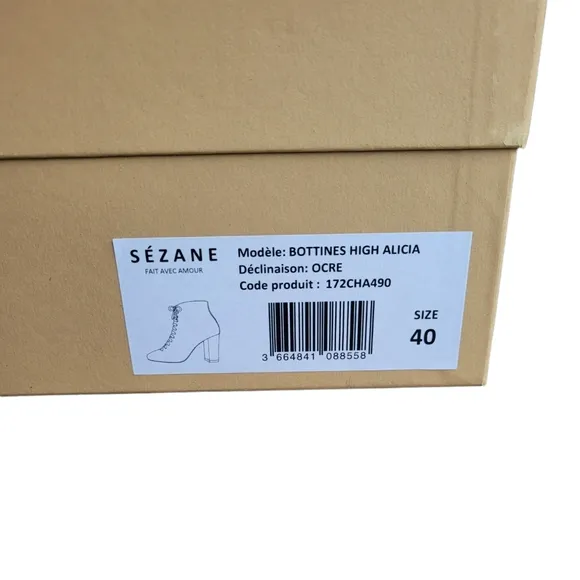 SÉZANE
FAIT AVEC AMOUR
Modèle: BOTTINES HIGH ALICIA
Déclinaison: OCRE
Code produit : 172CHA490
3 664841 088558
SIZE
40